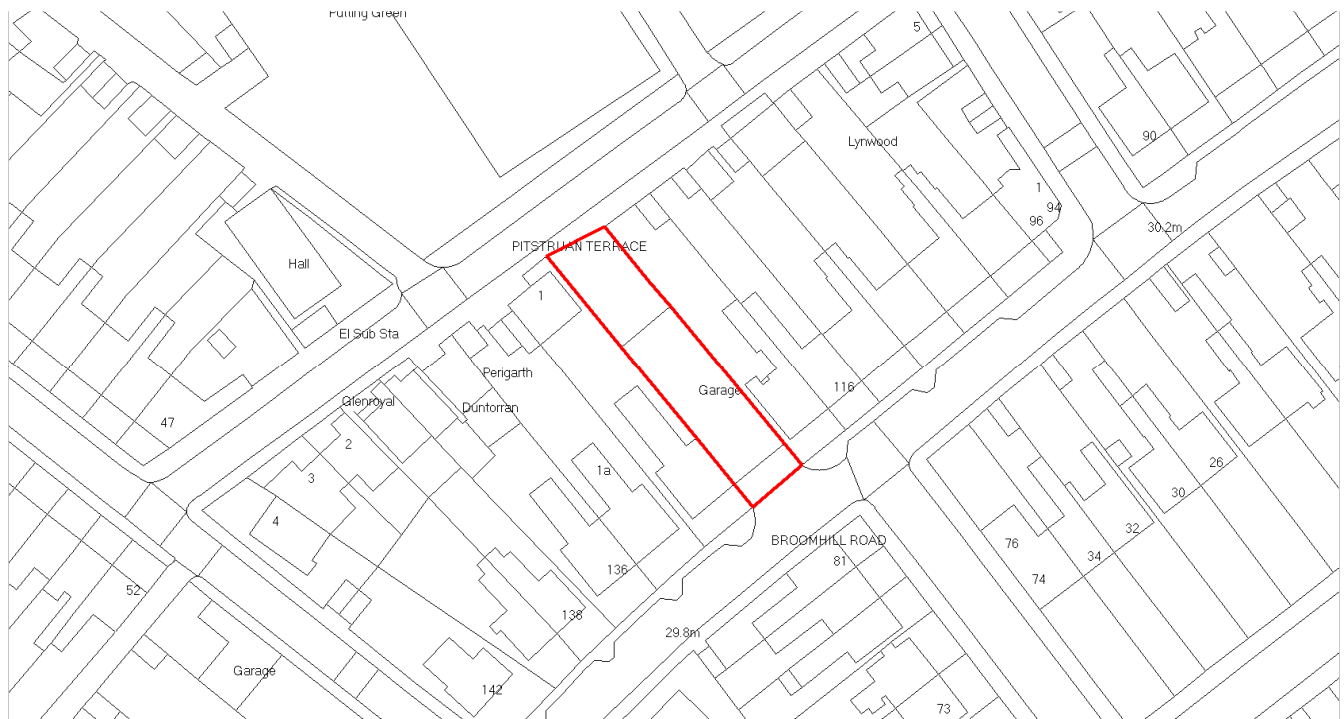 Putting Green
5
90
Lynwood
1
94
96
30.2m
Hall
PITSTRUAN TERRACE
1
El Sub Sta
Perigarth
Garage
116
Glenroyal
Duntorran
47
2
3
1a
4
26
30
32
34
76
74
BROOMHILL ROAD
81
136
52
138
29.8m
Garage
142
73